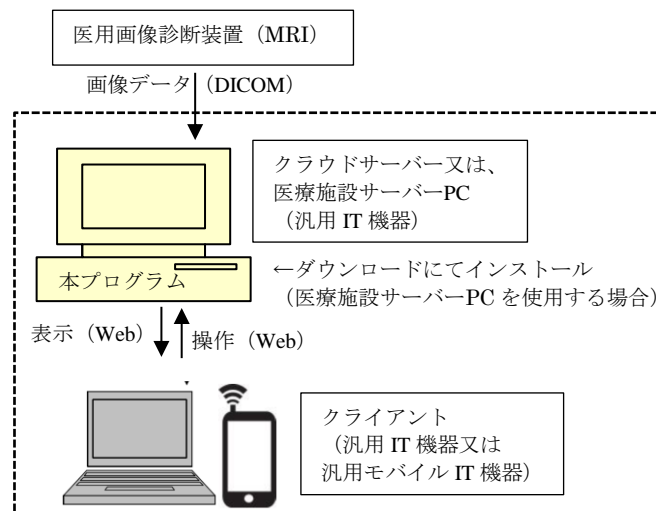 医用画像診断装置（MRI）
画像データ（DICOM）
クラウドサーバー又は、
医療施設サーバーPC
（汎用 IT 機器）
本プログラム
←ダウンロードにてインストール
（医療施設サーバーPC を使用する場合）
表示（Web）
操作（Web）
クライアント
（汎用 IT 機器又は
汎用モバイル IT 機器）